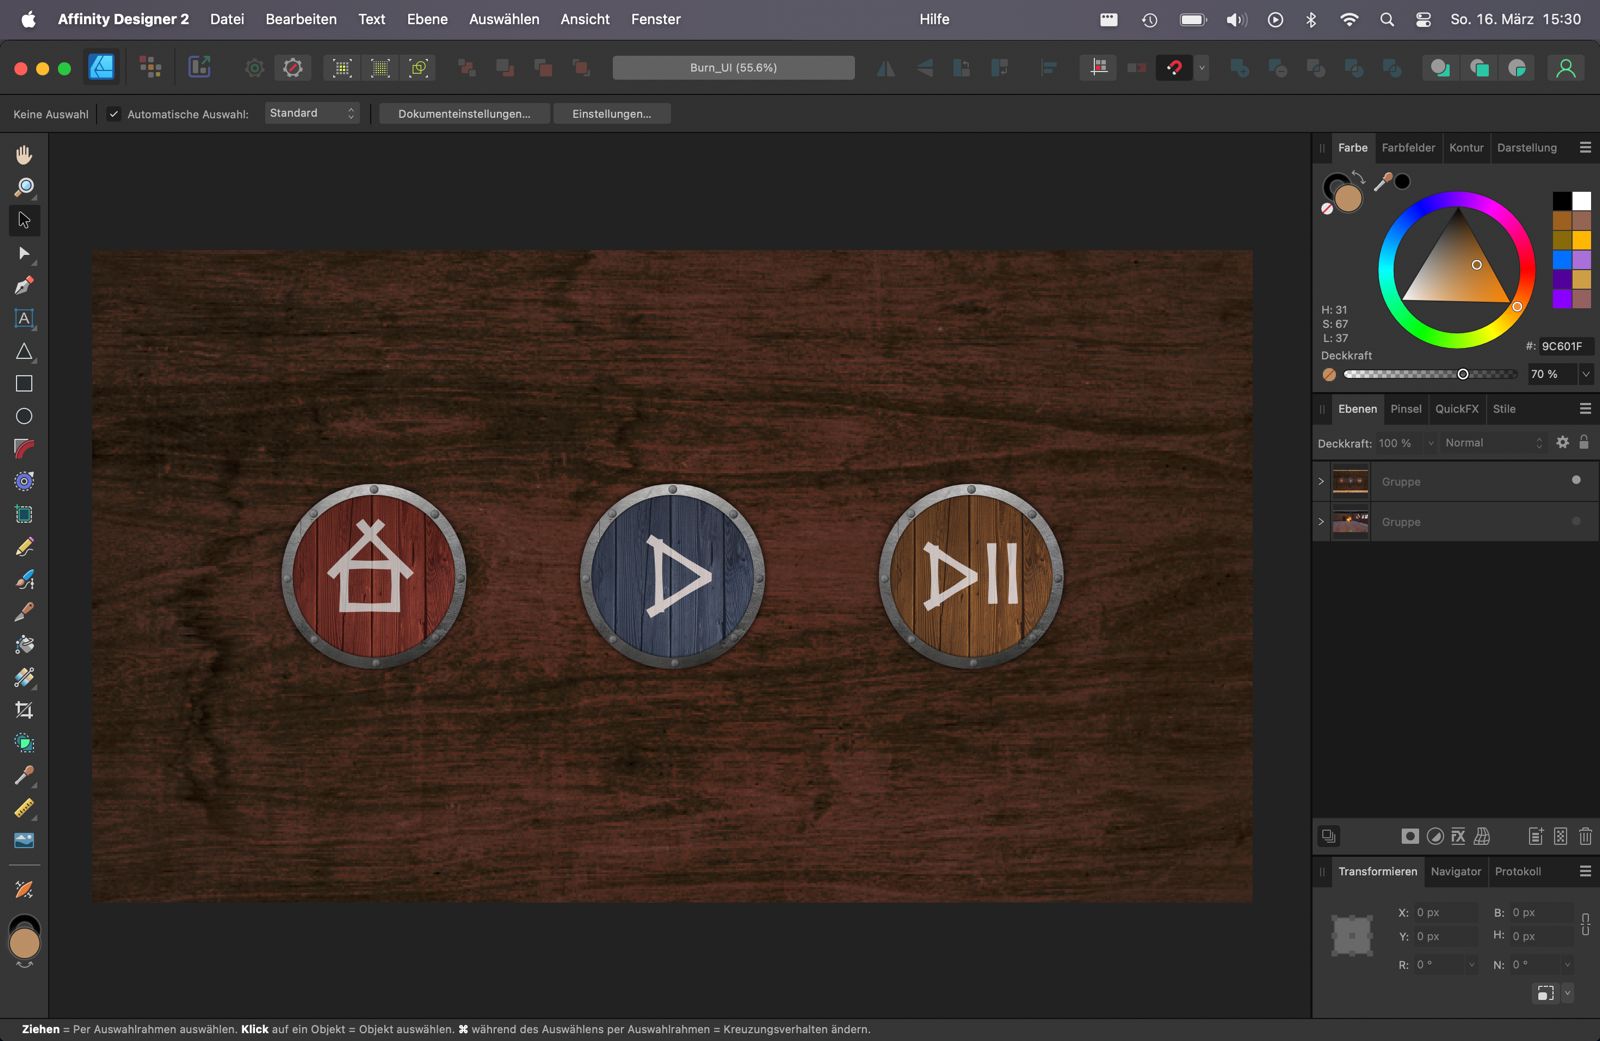 Affinity Designer 2 Datei Bearbeiten Text Ebene Auswählen Ansicht Fenster Hilfe So. 16. März 15:30
Burn_UI (55.6%)
Keine Auswahl Automatische Auswahl: Standard Dokumenteinstellungen... Einstellungen...
Farbe Farbfelder Kontur Darstellung
H: 31
S: 67
L: 37
#: 9C601F
Deckkraft
70 %
Ebenen Pinsel QuickFX Stile
Deckkraft: 100 % Normal
Gruppe
Gruppe
Transformieren Navigator Protokoll
X: 0 px B: 0 px
Y: 0 px H: 0 px
R: 0 ° N: 0 °
Ziehen = Per Auswahlrahmen auswählen. Klick auf ein Objekt = Objekt auswählen. ⌘ während des Auswählens per Auswahlrahmen = Kreuzungsverhalten ändern.